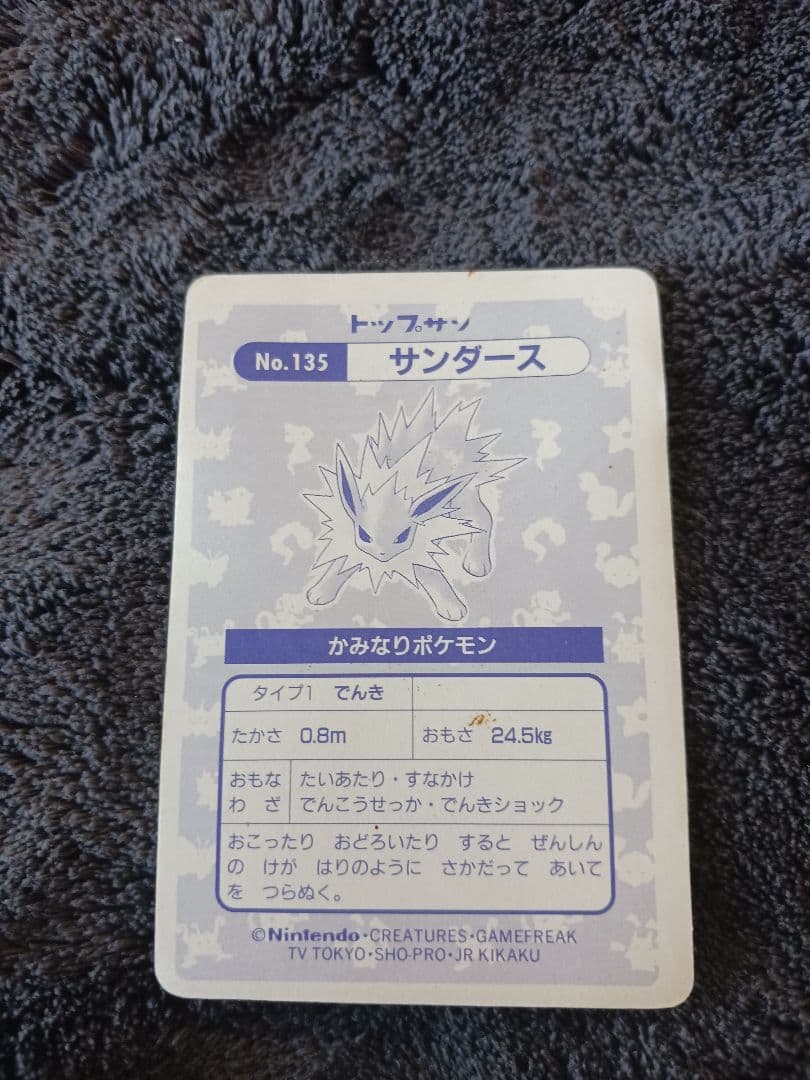 トップサン
No.135 サンダース
かみなりポケモン
タイプ1 でんき
たかさ 0.8m おもさ 24.5kg
おもな たいあたり・すなかけ
わ ざ でんこうせっか・でんきショック
おこったり おどろいたり すると ぜんしん
の けが はりのように さかだって あいて
を つらぬく。
©Nintendo・CREATURES・GAMEFREAK
TV TOKYO・SHO-PRO・JR KIKAKU